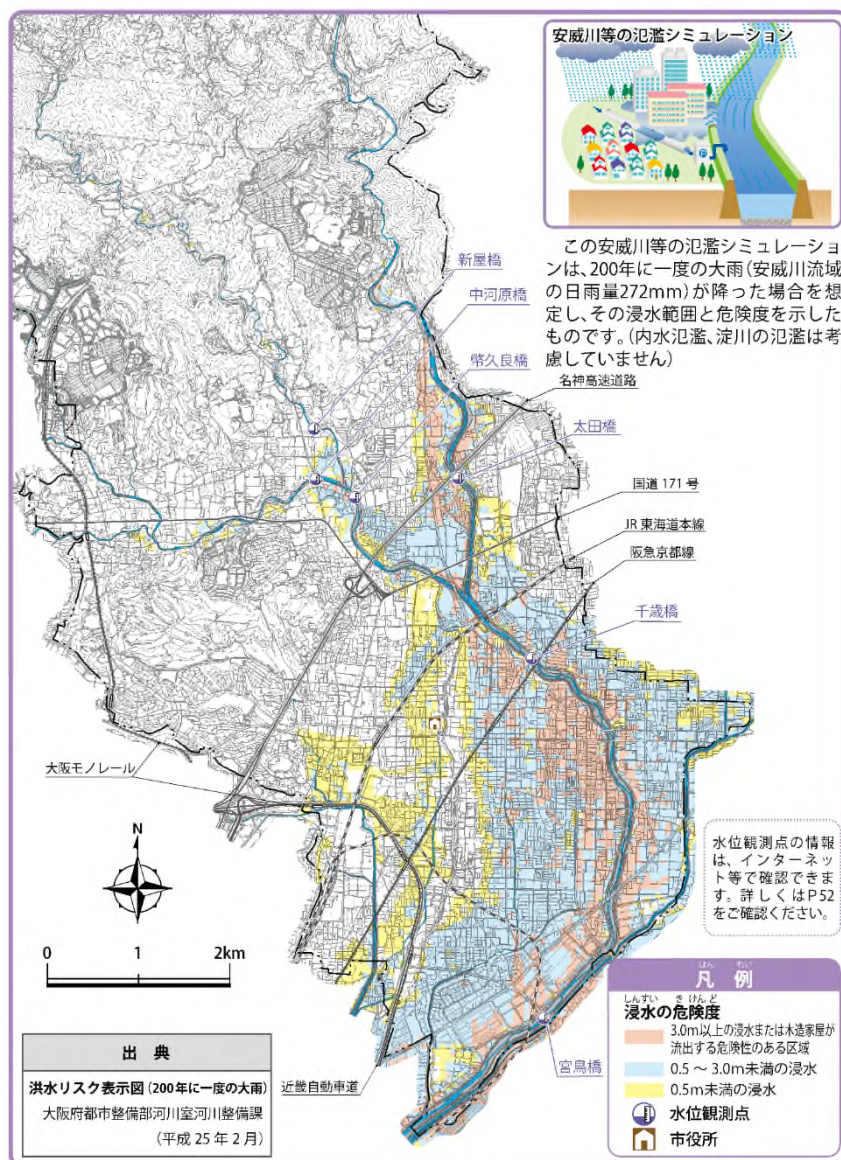 安威川等の氾濫シミュレーション
P
この安威川等の氾濫シミュレーショ
ンは、200年に一度の大雨(安威川流域
の日雨量272mm)が降った場合を想
定し、その浸水範囲と危険度を示した
ものです。(内水氾濫、淀川の氾濫は考
慮していません)
新屋橋
中河原橋
幣久良橋
名神高速道路
太田橋
国道171号
JR東海道本線
阪急京都線
千歳橋
大阪モノレール
N
0 1 2km
水位観測点の情報
は、インターネッ
ト等で確認できま
す。詳しくはP52
をご確認ください。
宮鳥橋
近畿自動車道
出典
洪水リスク表示図(200年に一度の大雨)
大阪府都市整備部河川室河川整備課
(平成25年2月)
はん れい
凡例
しんすい き けん ど
浸水の危険度
3.0m以上の浸水または木造家屋が
流出する危険性のある区域
0.5~3.0m未満の浸水
0.5m未満の浸水
水位観測点
市役所